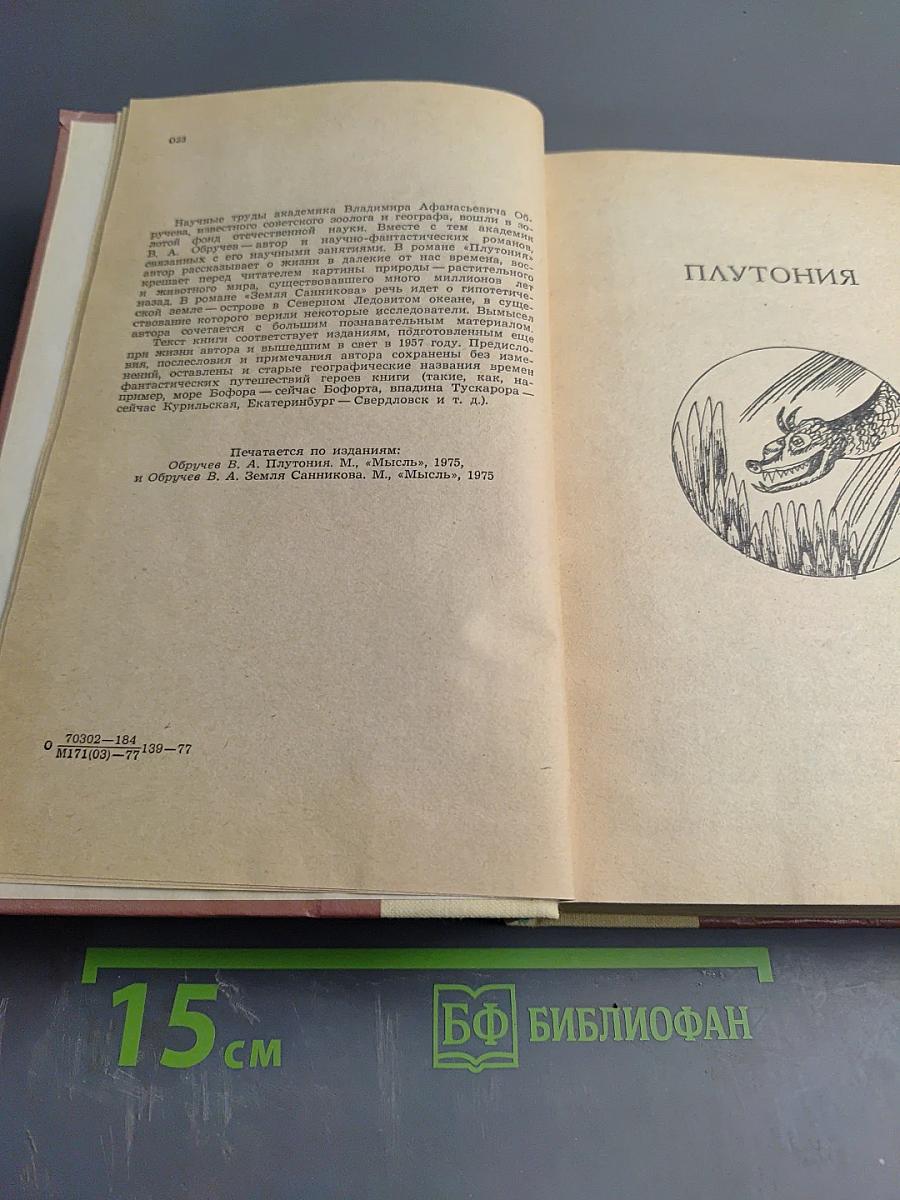 О23
Научные труды академика Владимира Афанасьевича Об-
ручева, известного советского зоолога и географа, вошли в зо-
лотой фонд отечественной науки. Вместе с тем академик
В. А. Обручев — автор и научно-фантастических романов,
связанных с его научными занятиями. В романе «Плутония»
автор рассказывает о жизни в далекие от нас времена, вос-
крешает перед читателем картины природы — растительного
и животного мира, существовавшего много миллионов лет
назад. В романе «Земля Санникова» речь идет о гипотетиче-
ской земле — острове в Северном Ледовитом океане, в суще-
ствование которого верили некоторые исследователи. Вымысел
автора сочетается с большим познавательным материалом.
Текст книги соответствует изданиям, подготовленным еще
при жизни автора и вышедшим в свет в 1957 году. Предисло-
вия, послесловия и примечания автора сохранены без изме-
нений, оставлены и старые географические названия времен
фантастических путешествий героев книги (такие, как, на-
пример, море Бофора — сейчас Бофорта, впадина Тускарора —
сейчас Курильская, Екатеринбург — Свердловск и т. д.).
Печатается по изданиям:
Обручев В. А. Плутония. М., «Мысль», 1975,
и Обручев В. А. Земля Санникова. М., «Мысль», 1975
О 70302—184
М171(03)—77 139—77
ПЛУТОНИЯ
15 см
БФ БИБЛИОФАН